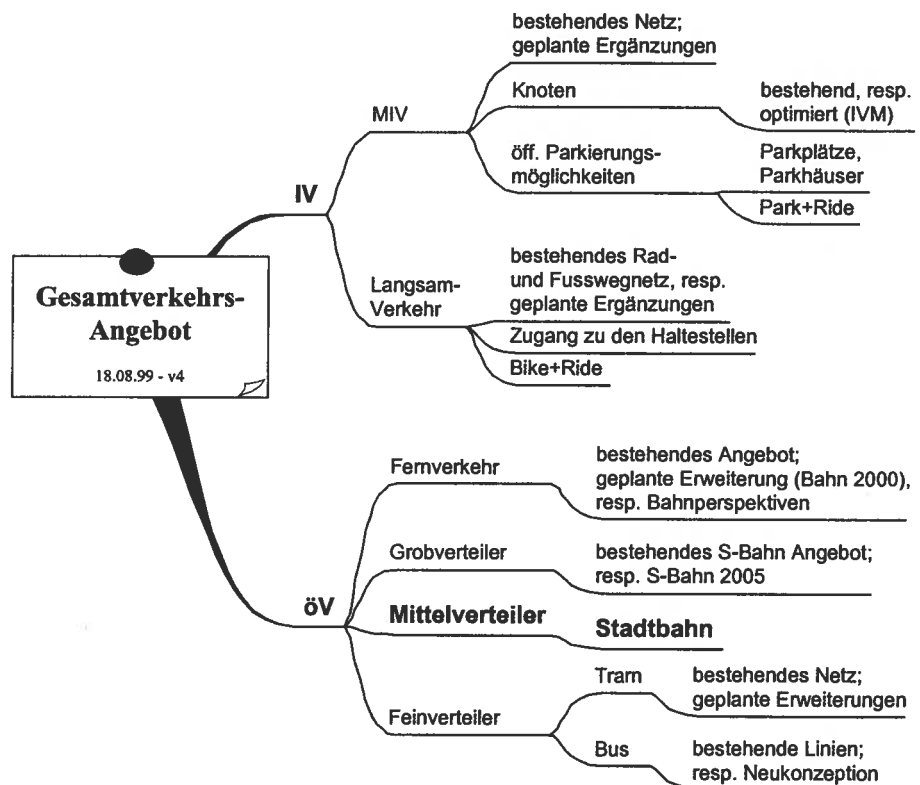 Gesamtverkehrs-
Angebot
18.08.99 - v4
IV
MIV
bestehendes Netz;
geplante Ergänzungen
Knoten
bestehend, resp.
optimiert (IVM)
öff. Parkierungs-
möglichkeiten
Parkplätze,
Parkhäuser
Park+Ride
Langsam-
Verkehr
bestehendes Rad-
und Fusswegnetz, resp.
geplante Ergänzungen
Zugang zu den Haltestellen
Bike+Ride
öV
Fernverkehr
bestehendes Angebot;
geplante Erweiterung (Bahn 2000),
resp. Bahnperspektiven
Grobverteiler
bestehendes S-Bahn Angebot;
resp. S-Bahn 2005
Mittelverteiler
Stadtbahn
Feinverteiler
Tram
bestehendes Netz;
geplante Erweiterungen
Bus
bestehende Linien;
resp. Neukonzeption